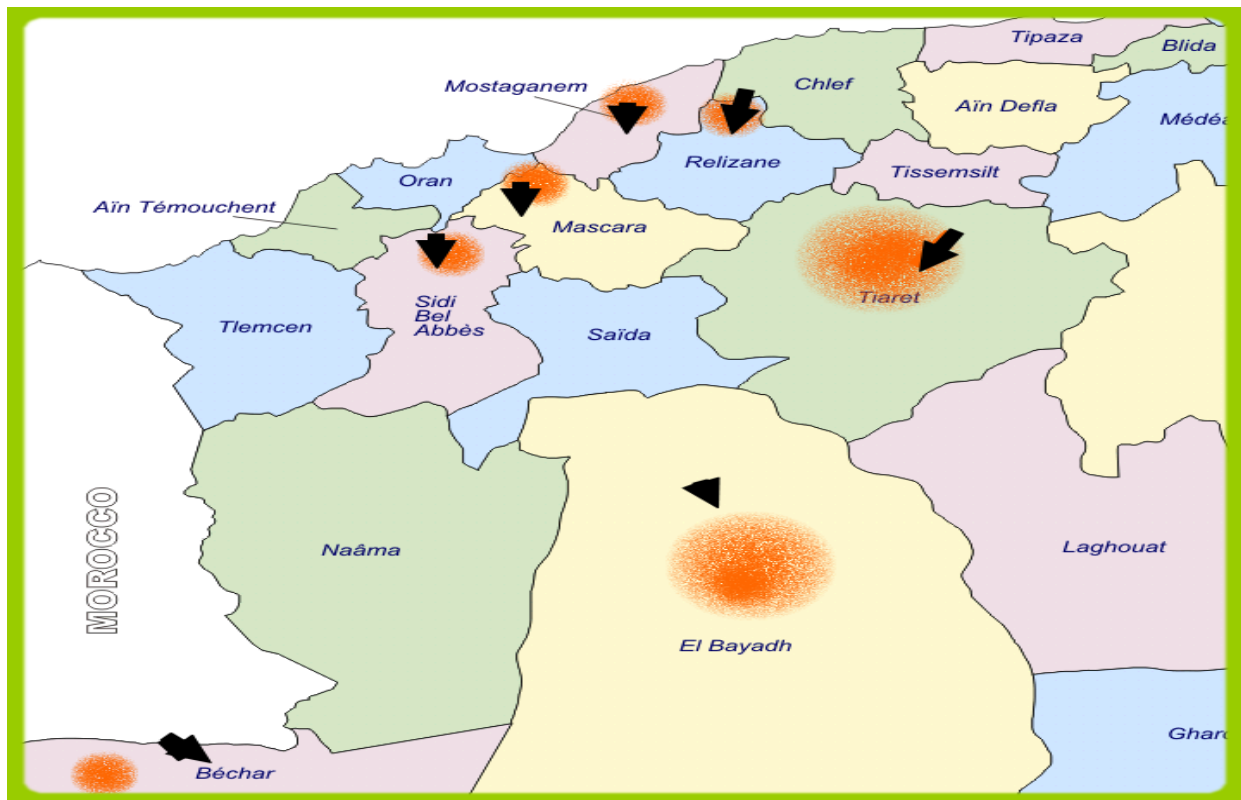 Tipaza
Blida
Mostaganem
Chlef
Aïn Defla
Médéa
Relizane
Tissemsilt
Oran
Aïn Témouchent
Mascara
Tiaret
Sidi
Bel
Abbès
Tlemcen
Saïda
MOROCCO
Naâma
Laghouat
El Bayadh
Ghard
Béchar